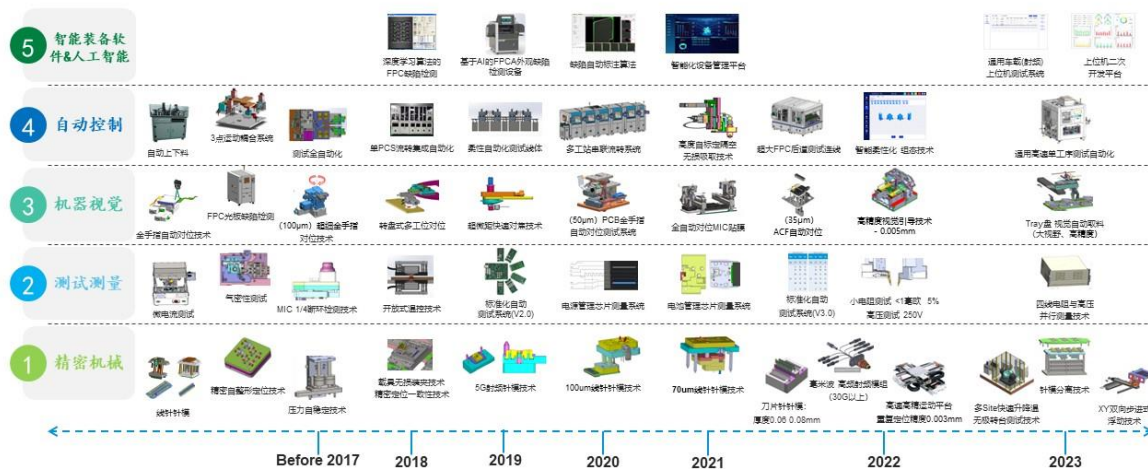 5
智能装备软
件&人工智能
深度学习算法的
FPC缺陷检测
基于AI的FPCA外观缺陷
检测设备
缺陷自动标注算法
智能化设备管理平台
通用车载(射频)
上位机测试系统
上位机二次
开发平台
4
自动控制
自动上下料
3点运动耦合系统
测试全自动化
单PCS流转集成自动化
柔性自动化测试线体
多工站串联流转系统
高度自标定隔空
无损吸取技术
超大FPC后道测试连线
智能柔性化 组态技术
通用高速单工序测试自动化
3
机器视觉
金手指自动对位技术
FPC光板缺陷检测
(100μm) 超细金手指
对位技术
转盘式多工位对位
超微距快速对焦技术
(50μm) PCB金手指
自动对位测试系统
全自动对位MIC贴膜
(35μm)
ACF自动对位
高精度视觉引导技术
- 0.005mm
Tray盘 视觉自动取料
(大视野、高精度)
2
测试测量
微电流测试
气密性测试
MIC 1/4断环检测技术
开放式温控技术
标准化自动
测试系统(V2.0)
电源管理芯片测量系统
电池管理芯片测量系统
标准化自动
测试系统(V3.0)
小电阻测试 <1毫欧 5%
高压测试 250V
四线电阻与高压
并行测量技术
1
精密机械
线针针模
精密自整形定位技术
压力自稳定技术
载具无损装夹技术
精密定位一致性技术
5G射频针模技术
100um线针针模技术
70um线针针模技术
刀片针针模:
厚度0.06 0.08mm
毫米波 高频射频模组
(30G以上)
高速高精运动平台
重复定位精度0.003mm
多Site快速升降温
无极转台测试技术
针模分离技术
XY双向步进式
浮动技术
Before 2017
2018
2019
2020
2021
2022
2023